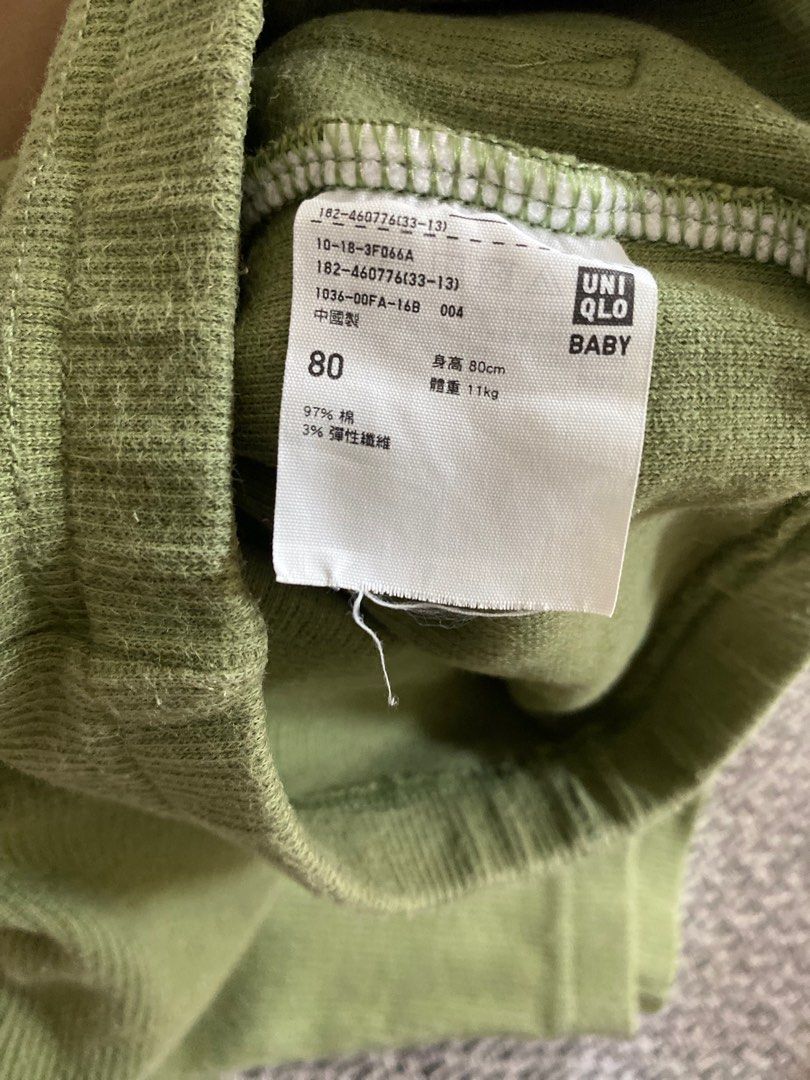 182-460776(33-13)
10-18-3F066A
182-460776(33-13)
1036-00FA-16B 004
中國製
UNI
QLO
BABY
80
身高 80cm
體重 11kg
97% 棉
3% 彈性纖維